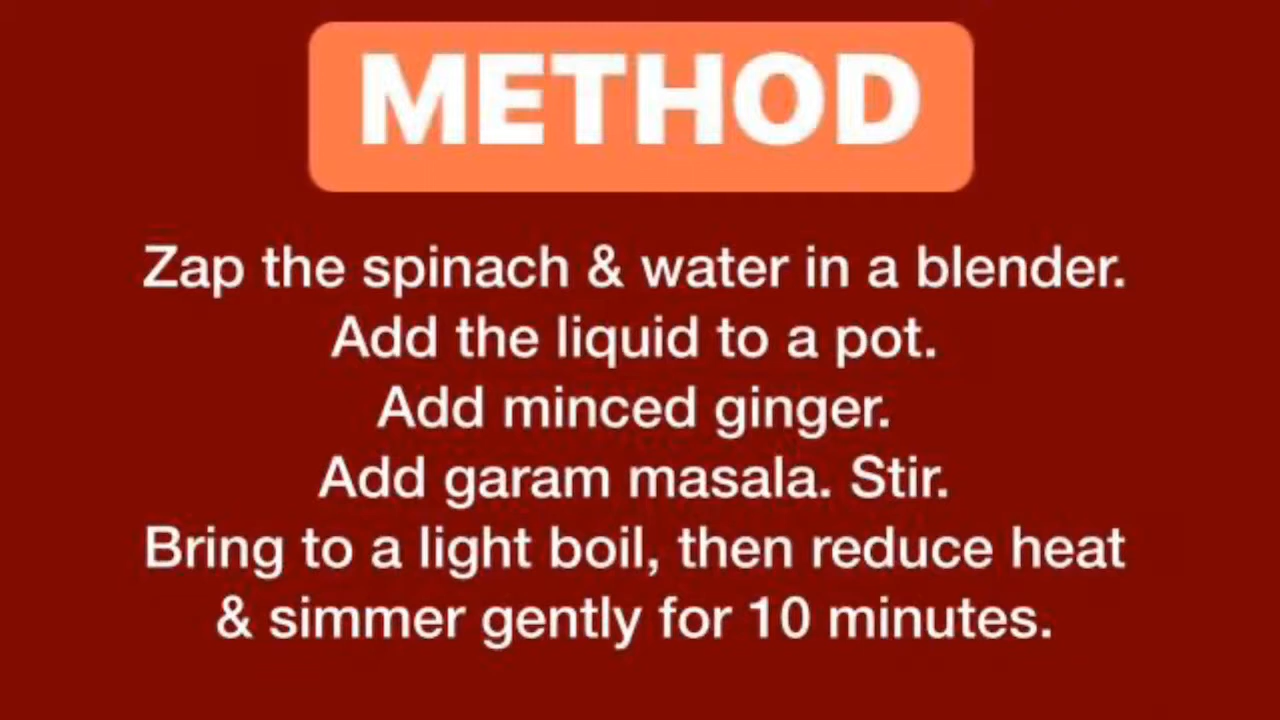 METHOD
Zap the spinach & water in a blender.
Add the liquid to a pot.
Add minced ginger.
Add garam masala. Stir.
Bring to a light boil, then reduce heat
& simmer gently for 10 minutes.